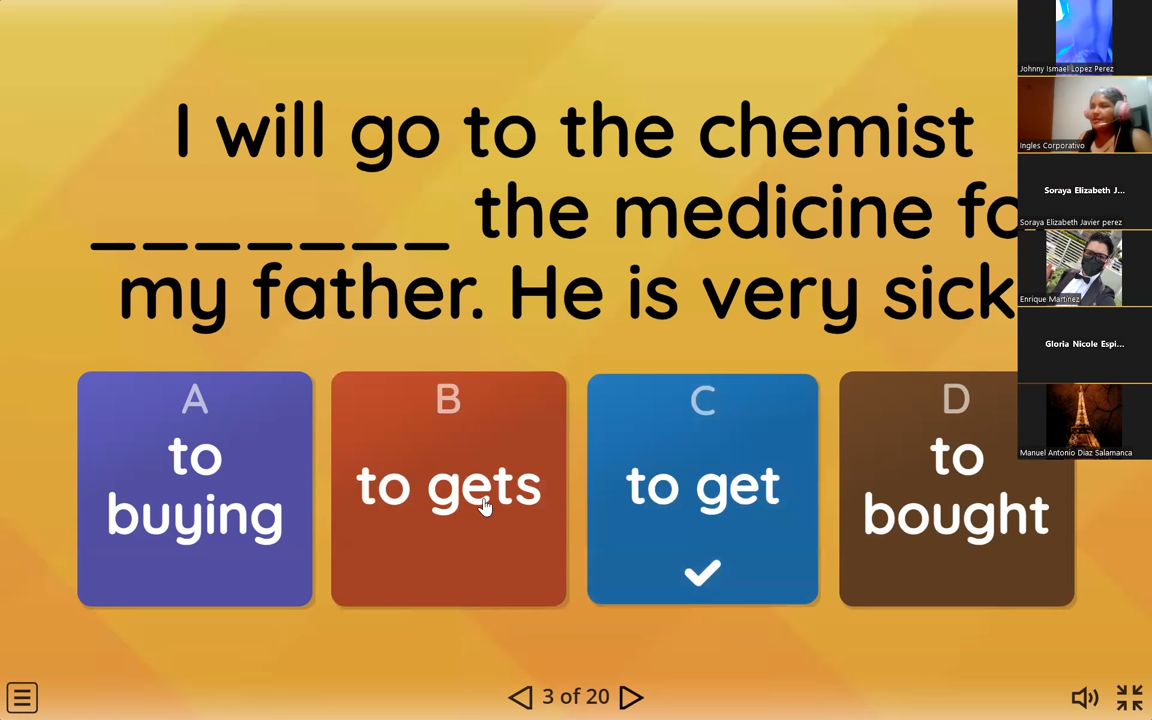 I will go to the chemist
_______ the medicine fo
my father. He is very sick
A
to
buying
B
to gets
C
to get
D
to
bought
3 of 20
Johnny Ismael Lopez Perez
Ingles Corporativo
Soraya Elizabeth J...
Soraya Elizabeth Javier perez
Enrique Martinez
Gloria Nicole Espi...
Manuel Antonio Diaz Salamanca